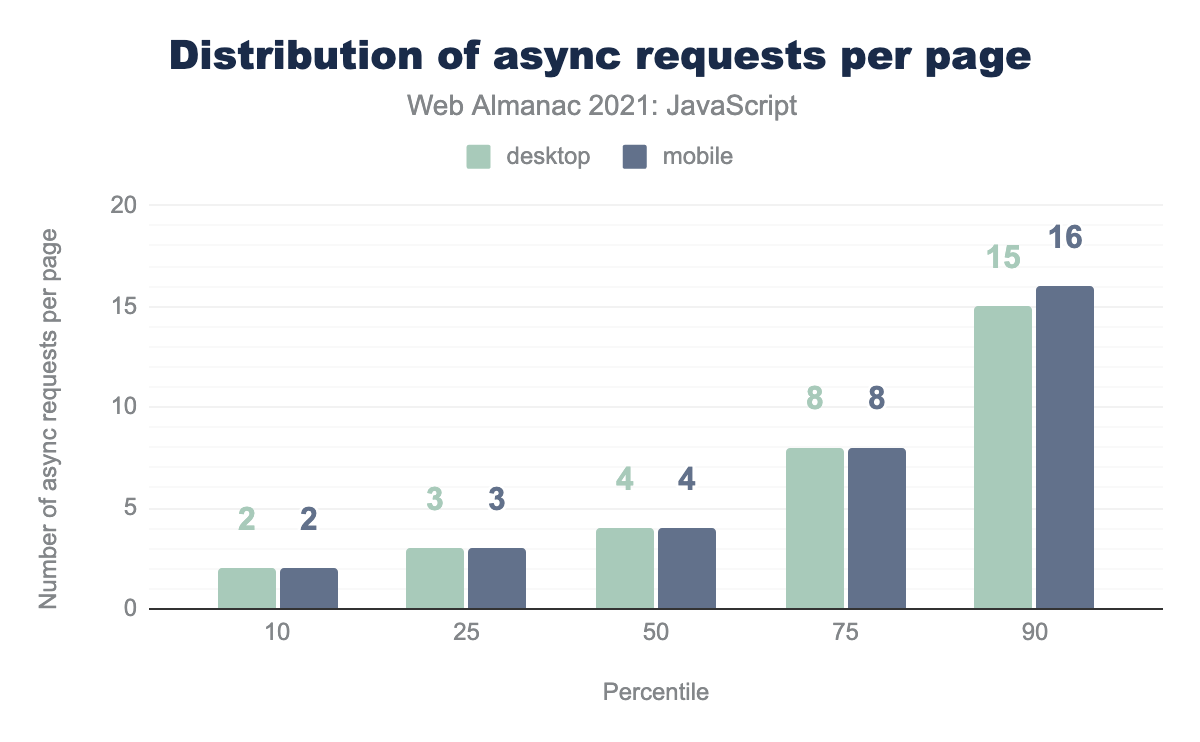 Distribution of async requests per page
Web Almanac 2021: JavaScript
desktop mobile
Number of async requests per page
20
15
10
5
0
2 2
3 3
4 4
8 8
15 16
10 25 50 75 90
Percentile